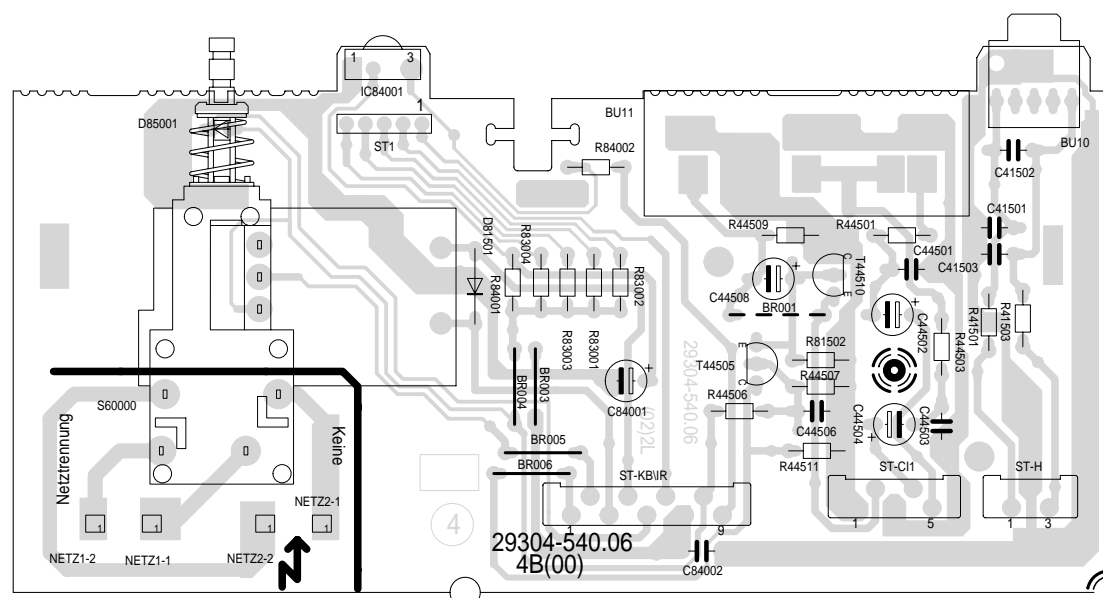 1 3
IC84001
1
ST1
D85001
BU11
R84002
BU10
C41502
C41501
C41503
R44509
R44501
C44501
D81501
R83004
R84001
R83002
R83003
R83001
C44508
BR001
C
T44510
E
C44502
R44503
R41501
R41503
E
T44505
C
R81502
R44507
R44506
C44506
C44504
C44503
R44511
29304-540.06
(02)2L
C84001
BR004
BR003
BR005
BR006
S60000
Netztrennung
Keine
ST-KB\IR
ST-CI1
ST-H
NETZ2-1
1
1
1
1
NETZ1-2
NETZ1-1
NETZ2-2
N
4
1
9
1
5
1
3
29304-540.06
4B(00)
C84002